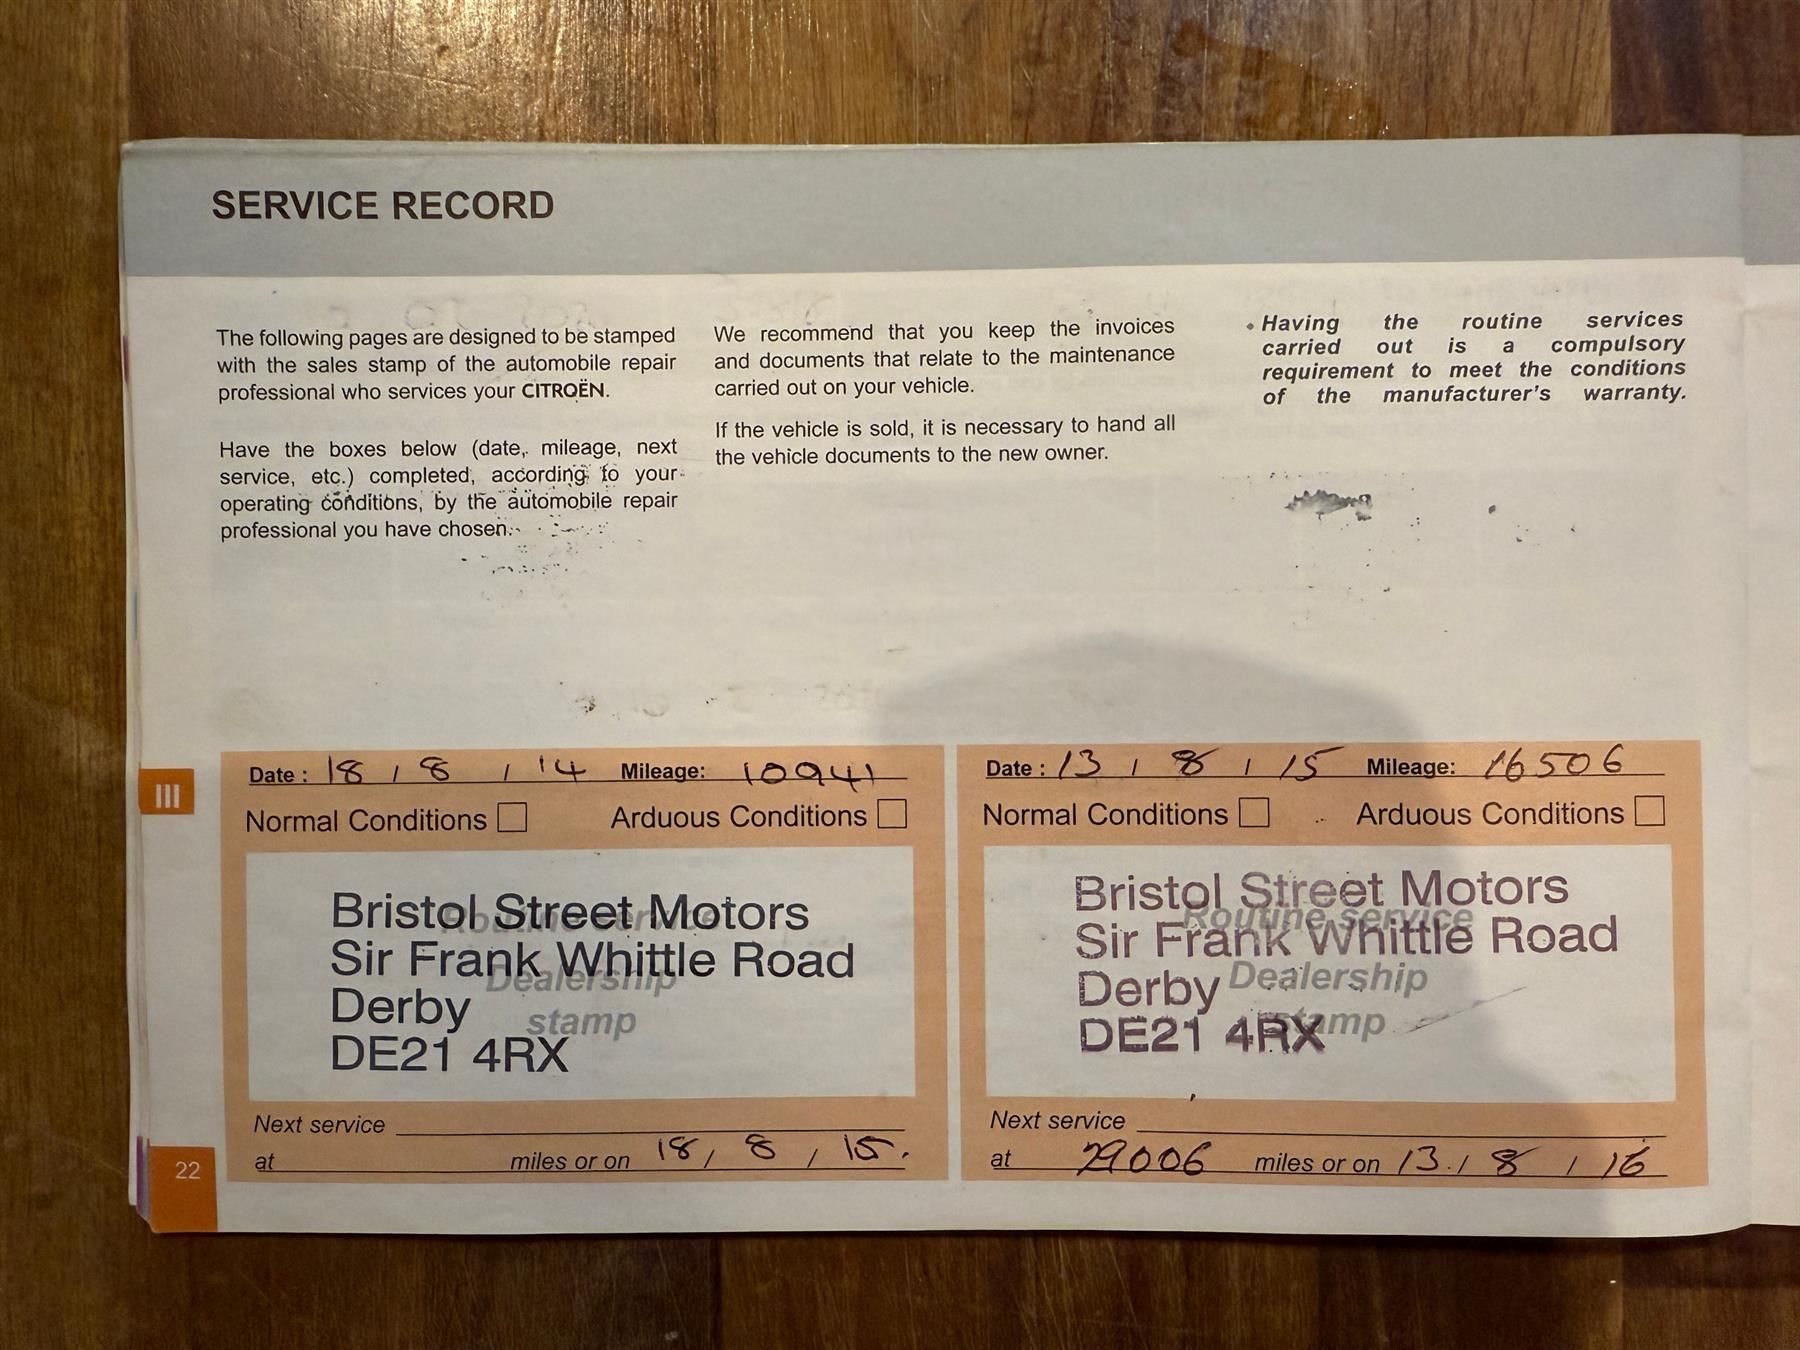 SERVICE RECORD
The following pages are designed to be stamped
with the sales stamp of the automobile repair
professional who services your CITROËN.
Have the boxes below (date, mileage, next
service, etc.) completed, according to your
operating conditions, by the automobile repair
professional you have chosen.
We recommend that you keep the invoices
and documents that relate to the maintenance
carried out on your vehicle.
If the vehicle is sold, it is necessary to hand all
the vehicle documents to the new owner.
• Having the routine services
carried out is a compulsory
requirement to meet the conditions
of the manufacturer's warranty.
III
Date : 18 / 8 / 14 Mileage: 10941
Normal Conditions Arduous Conditions
Routine service
Dealership
stamp
Bristol Street Motors
Sir Frank Whittle Road
Derby
DE21 4RX
Next service
at miles or on 18 / 8 / 15.
Date : 13 / 8 / 15 Mileage: 16506
Normal Conditions Arduous Conditions
Routine service
Dealership
stamp
Bristol Street Motors
Sir Frank Whittle Road
Derby
DE21 4RX
Next service
at 29006 miles or on 13 / 8 / 16
22